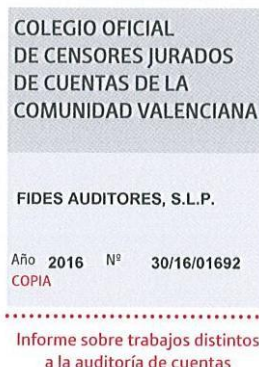 COLEGIO OFICIAL
DE CENSORES JURADOS
DE CUENTAS DE LA
COMUNIDAD VALENCIANA
FIDES AUDITORES, S.L.P.
Año 2016 Nº 30/16/01692
COPIA
Informe sobre trabajos distintos
a la auditoría de cuentas